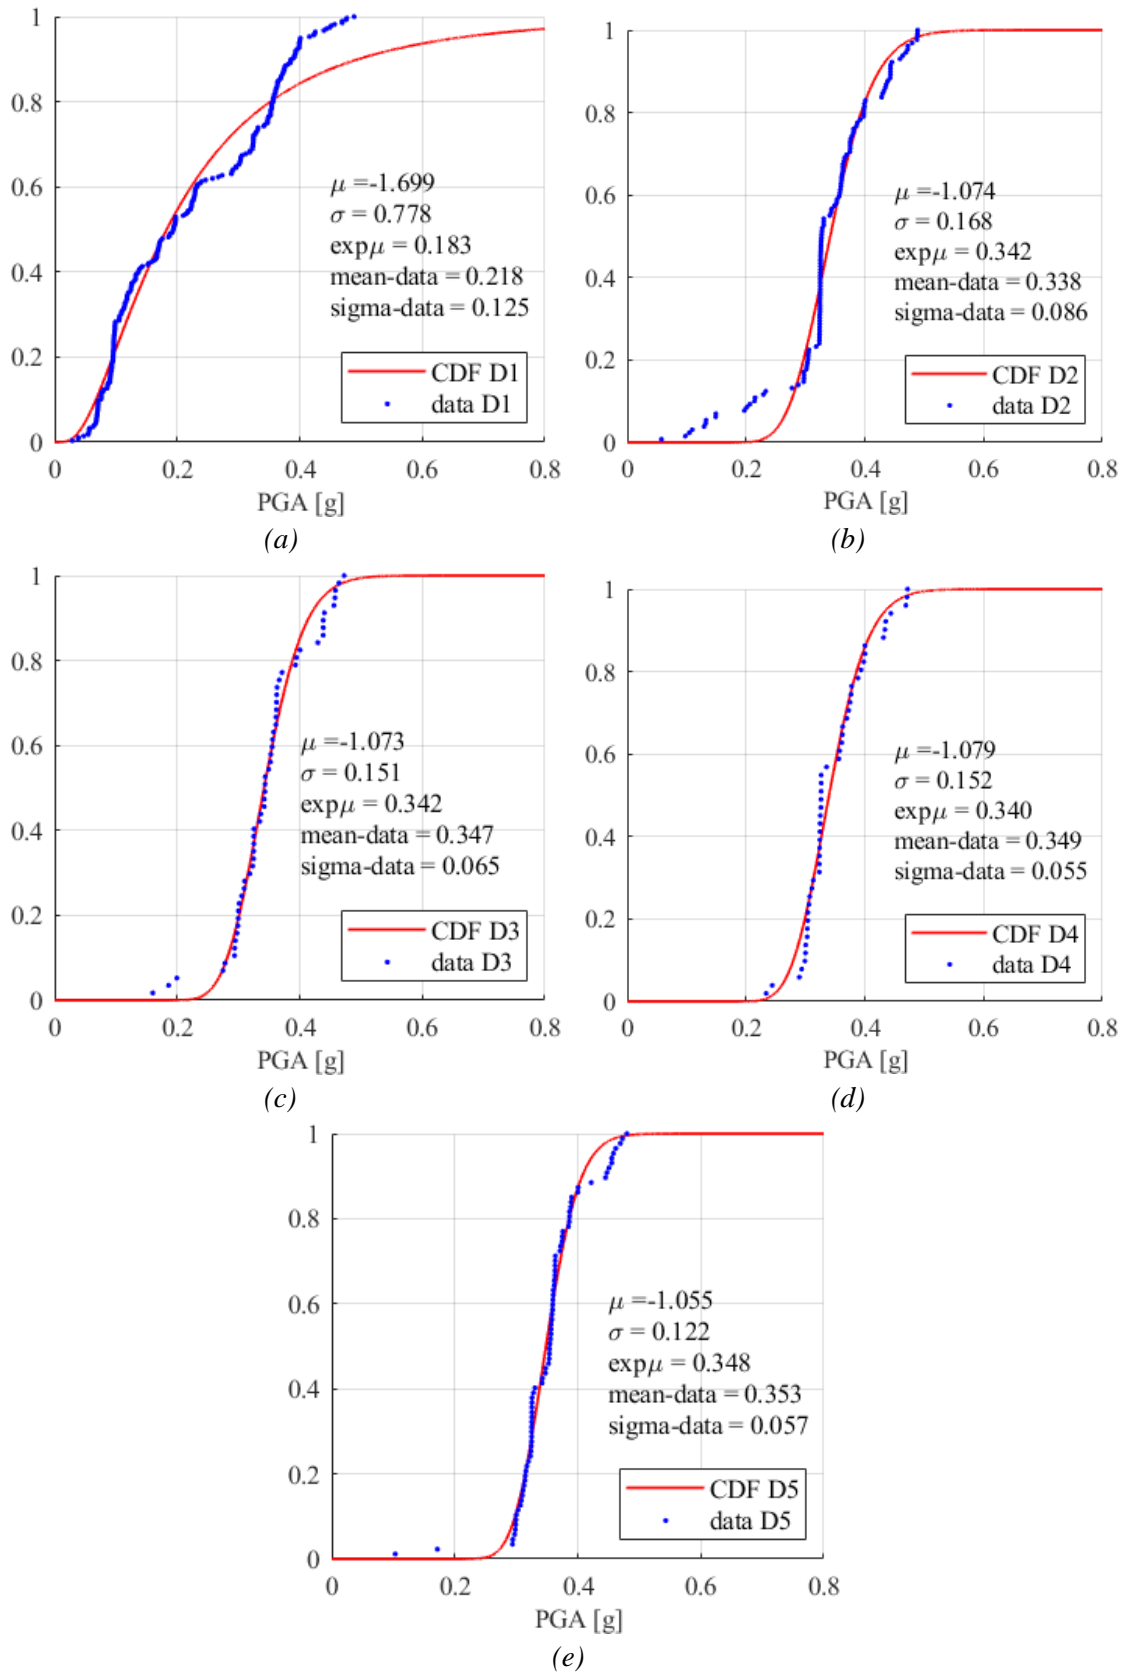 1
0.8
0.6
0.4
0.2
0
0 0.2 0.4 0.6 0.8
PGA [g]
μ =-1.699
σ = 0.778
expμ = 0.183
mean-data = 0.218
sigma-data = 0.125
CDF D1
data D1
(a)
1
0.8
0.6
0.4
0.2
0
0 0.2 0.4 0.6 0.8
PGA [g]
μ =-1.074
σ = 0.168
expμ = 0.342
mean-data = 0.338
sigma-data = 0.086
CDF D2
data D2
(b)
1
0.8
0.6
0.4
0.2
0
0 0.2 0.4 0.6 0.8
PGA [g]
μ =-1.073
σ = 0.151
expμ = 0.342
mean-data = 0.347
sigma-data = 0.065
CDF D3
data D3
(c)
1
0.8
0.6
0.4
0.2
0
0 0.2 0.4 0.6 0.8
PGA [g]
μ =-1.079
σ = 0.152
expμ = 0.340
mean-data = 0.349
sigma-data = 0.055
CDF D4
data D4
(d)
1
0.8
0.6
0.4
0.2
0
0 0.2 0.4 0.6 0.8
PGA [g]
μ =-1.055
σ = 0.122
expμ = 0.348
mean-data = 0.353
sigma-data = 0.057
CDF D5
data D5
(e)